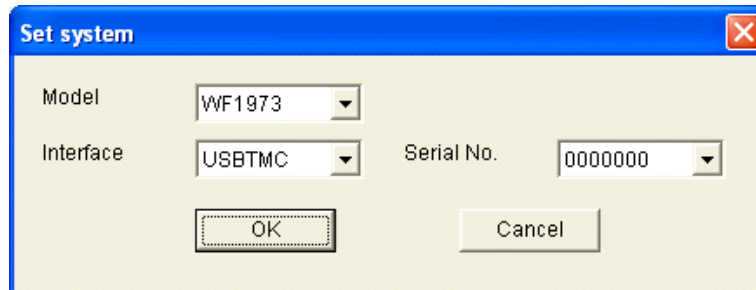 Set system
Model WF1973
Interface USBTMC Serial No. 0000000
OK Cancel